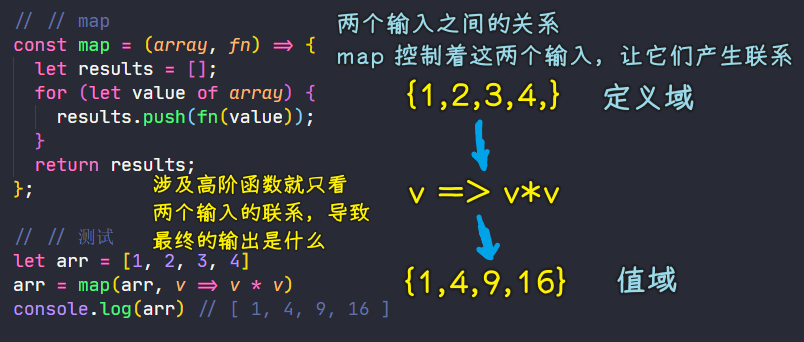 // // map
const map = (array, fn) => {
let results = [];
for (let value of array) {
results.push(fn(value));
}
return results;
};
// // 测试
let arr = [1, 2, 3, 4]
arr = map(arr, v => v * v)
console.log(arr) // [ 1, 4, 9, 16 ]
涉及高阶函数就只看
两个输入的联系，导致
最终的输出是什么
两个输入之间的关系
map 控制着这两个输入，让它们产生联系
{1,2,3,4,} 定义域
v => v*v
{1,4,9,16} 值域